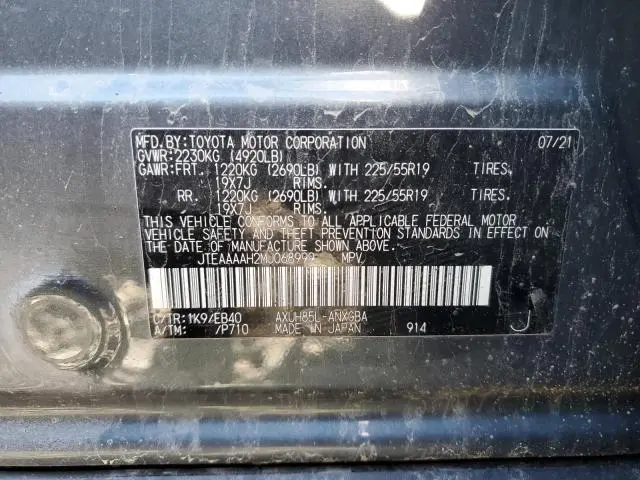 MFD. BY: TOYOTA MOTOR CORPORATION 07/21
GVWR: 2230KG (4920LB)
GAWR: FRT. 1220KG (2690LB) WITH 225/55R19 TIRES,
19X7J RIMS.
RR. 1220KG (2690LB) WITH 225/55R19 TIRES,
19X7J RIMS.
THIS VEHICLE CONFORMS TO ALL APPLICABLE FEDERAL MOTOR
VEHICLE SAFETY AND THEFT PREVENTION STANDARDS IN EFFECT ON
THE DATE OF MANUFACTURE SHOWN ABOVE.
JTEAAAAH2MJ068999 MPV
C/TR: 1K9/EB40 AXUH85L-ANXGBA
A/TM: /P710 MADE IN JAPAN 914 J